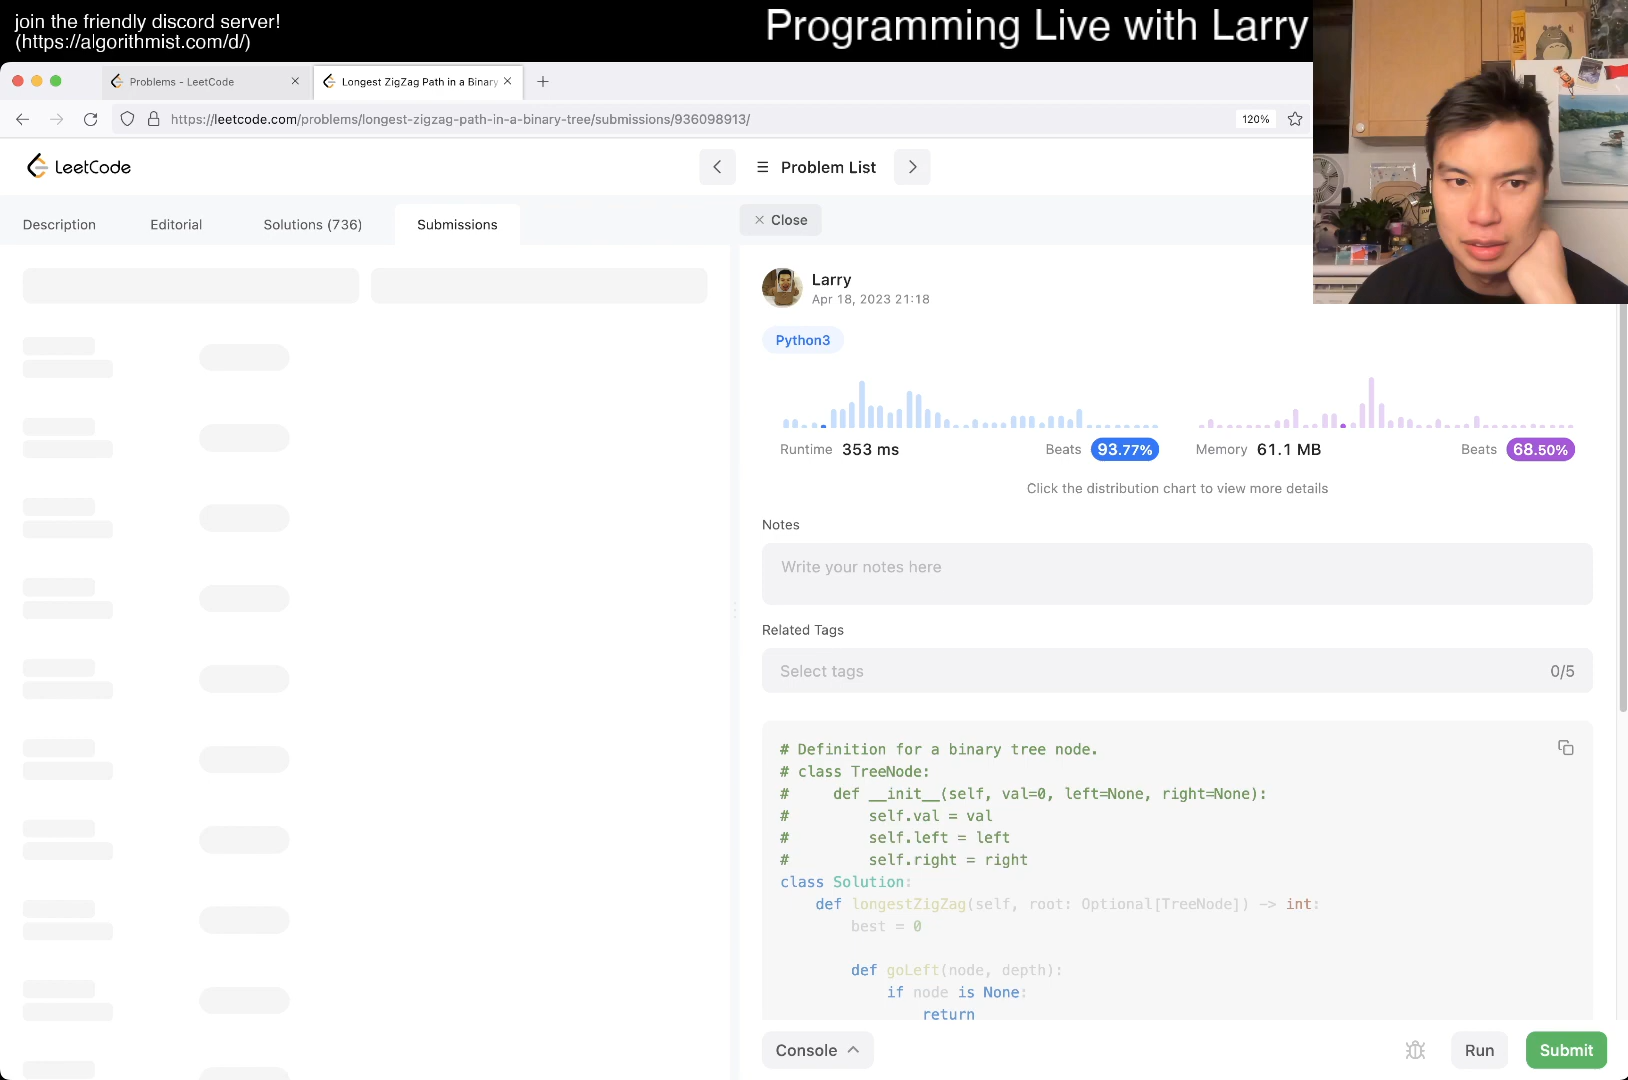 join the friendly discord server!
(https://algorithmist.com/d/)
Programming Live with Larry
Problems - LeetCode
Longest ZigZag Path in a Binary
https://leetcode.com/problems/longest-zigzag-path-in-a-binary-tree/submissions/936098913/
120%
LeetCode
Problem List
Description
Editorial
Solutions (736)
Submissions
Close
Larry
Apr 18, 2023 21:18
Python3
Runtime 353 ms
Beats 93.77%
Memory 61.1 MB
Beats 68.50%
Click the distribution chart to view more details
Notes
Write your notes here
Related Tags
Select tags
0/5
# Definition for a binary tree node.
# class TreeNode:
#     def __init__(self, val=0, left=None, right=None):
#         self.val = val
#         self.left = left
#         self.right = right
class Solution:
    def longestZigZag(self, root: Optional[TreeNode]) -> int:
        best = 0
        def goLeft(node, depth):
            if node is None:
                return
Console
Run
Submit